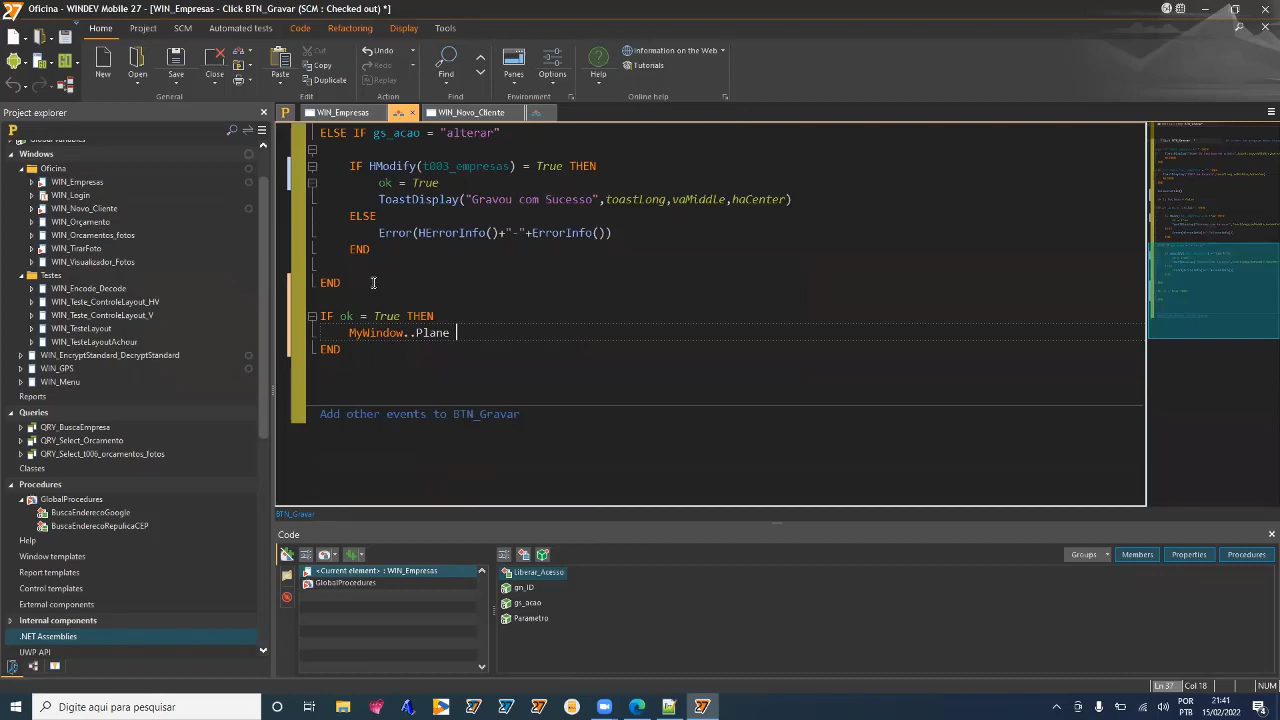 Oficina - WINDEV Mobile 27 - [WIN_Empresas - Click BTN_Gravar (SCM : Checked out) *]
Home Project SCM Automated tests Code Refactoring Display Tools
New Open Save Close
General
Paste
Cut
Copy
Duplicate
Edit
Undo
Redo
Replay
Action
Find
Find
Panes Options
Environment
Help
Information on the Web
Tutorials
Online help
Project explorer
WIN_Empresas
WIN_Novo_Cliente
Windows
Oficina
WIN_Empresas
WIN_Login
WIN_Novo_Cliente
WIN_Orçamento
WIN_Orcamentos_fotos
WIN_TirarFoto
WIN_Visualizador_Fotos
Testes
WIN_Encode_Decode
WIN_Teste_ControleLayout_HV
WIN_Teste_ControleLayout_V
WIN_TesteLayout
WIN_TesteLayoutAchour
WIN_EncryptStandard_DecryptStandard
WIN_GPS
WIN_Menu
Reports
Queries
QRY_BuscaEmpresa
QRY_Select_Orcamento
QRY_Select_t006_orcamentos_fotos
Classes
Procedures
GlobalProcedures
BuscaEnderecoGoogle
BuscaEnderecoRepulicaCEP
Help
Window templates
Report templates
Control templates
External components
Internal components
.NET Assemblies
UWP API
ELSE IF gs_acao = "alterar"
IF HModify(t003_empresas) = True THEN
ok = True
ToastDisplay("Gravou com Sucesso",toastLong,vaMiddle,haCenter)
ELSE
Error(HErrorInfo()+"-"+ErrorInfo())
END
END
IF ok = True THEN
MyWindow..Plane
END
Add other events to BTN_Gravar
BTN_Gravar
Code
Groups Members Properties Procedures
<Current element> : WIN_Empresas
GlobalProcedures
Liberar_Acesso
gn_ID
gs_acao
Parametro
Ln 37 Col 18 NUM
Digite aqui para pesquisar
POR
PTB
21:41
15/02/2022